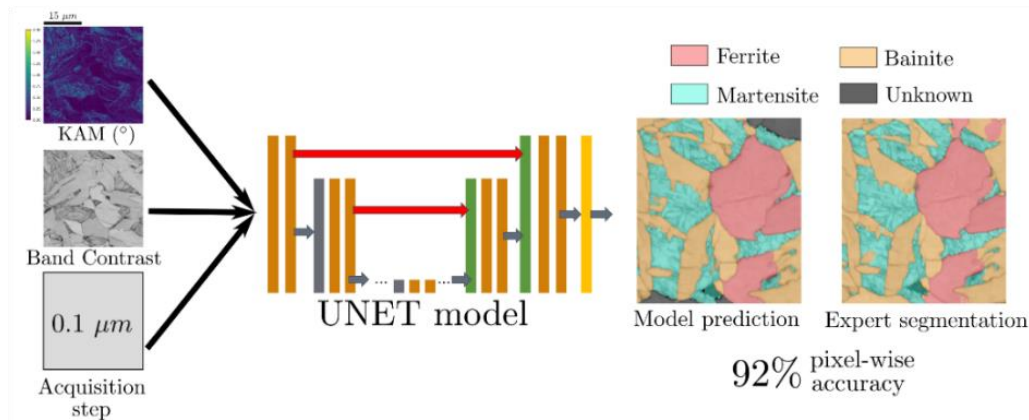 15 μm
KAM (°)
Band Contrast
0.1 μm
Acquisition
step
...
...
UNET model
Ferrite
Bainite
Martensite
Unknown
Model prediction
Expert segmentation
92% pixel-wise
accuracy